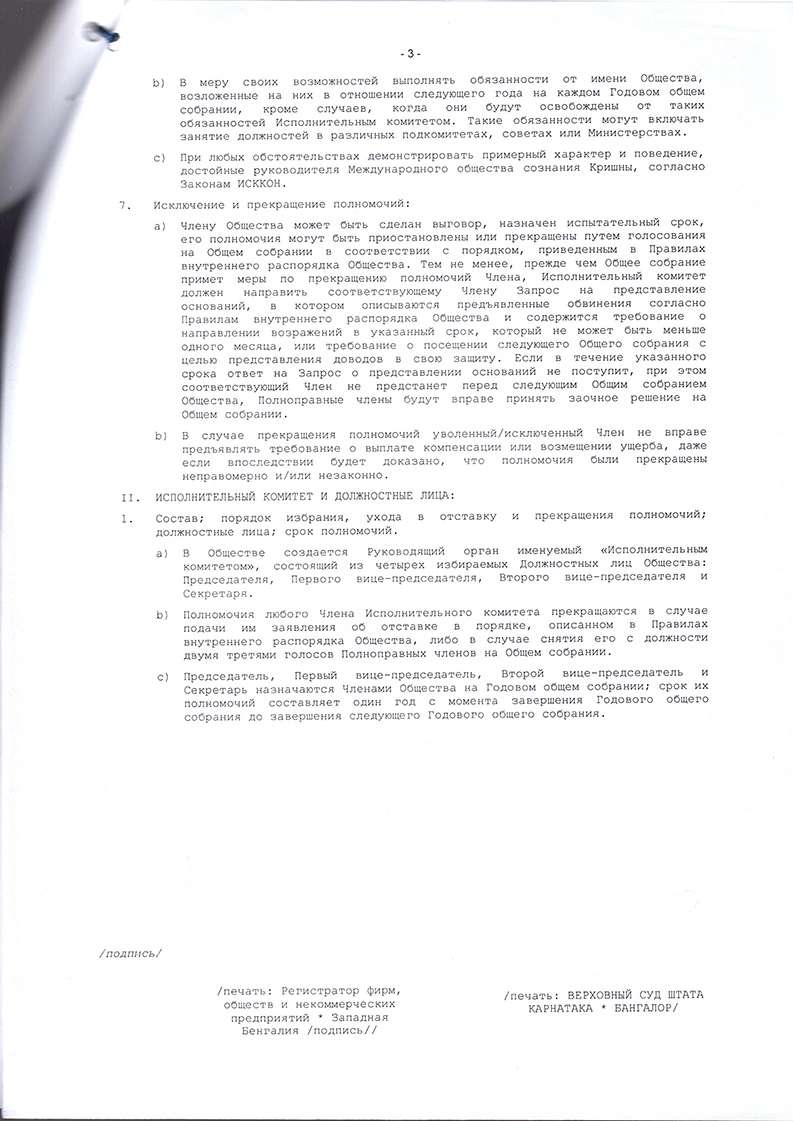 -3-
b) В меру своих возможностей выполнять обязанности от имени Общества,
возложенные на них в отношении следующего года на каждом Годовом общем
собрании, кроме случаев, когда они будут освобождены от таких
обязанностей Исполнительным комитетом. Такие обязанности могут включать
занятие должностей в различных подкомитетах, советах или Министерствах.
c) При любых обстоятельствах демонстрировать примерный характер и поведение,
достойные руководителя Международного общества сознания Кришны, согласно
Законам ИСККОН.
7. Исключение и прекращение полномочий:
a) Члену Общества может быть сделан выговор, назначен испытательный срок,
его полномочия могут быть приостановлены или прекращены путем голосования
на Общем собрании в соответствии с порядком, приведенным в Правилах
внутреннего распорядка Общества. Тем не менее, прежде чем Общее собрание
примет меры по прекращению полномочий Члена, Исполнительный комитет
должен направить соответствующему Члену Запрос на представление
оснований, в котором описываются предъявленные обвинения согласно
Правилам внутреннего распорядка Общества и содержится требование о
направлении возражений в указанный срок, который не может быть меньше
одного месяца, или требование о посещении следующего Общего собрания с
целью представления доводов в свою защиту. Если в течение указанного
срока ответ на Запрос о представлении оснований не поступит, при этом
соответствующий Член не предстанет перед следующим Общим собранием
Общества, Полноправные члены будут вправе принять заочное решение на
Общем собрании.
b) В случае прекращения полномочий уволенный/исключенный Член не вправе
предъявлять требование о выплате компенсации или возмещении ущерба, даже
если впоследствии будет доказано, что полномочия были прекращены
неправомерно и/или незаконно.
II. ИСПОЛНИТЕЛЬНЫЙ КОМИТЕТ И ДОЛЖНОСТНЫЕ ЛИЦА:
1. Состав; порядок избрания, ухода в отставку и прекращения полномочий;
должностные лица; срок полномочий.
a) В Обществе создается Руководящий орган именуемый «Исполнительным
комитетом», состоящий из четырех избираемых Должностных лиц Общества:
Председателя, Первого вице-председателя, Второго вице-председателя и
Секретаря.
b) Полномочия любого Члена Исполнительного комитета прекращаются в случае
подачи им заявления об отставке в порядке, описанном в Правилах
внутреннего распорядка Общества, либо в случае снятия его с должности
двумя третями голосов Полноправных членов на Общем собрании.
c) Председатель, Первый вице-председатель, Второй вице-председатель и
Секретарь назначаются Членами Общества на Годовом общем собрании; срок их
полномочий составляет один год с момента завершения Годового общего
собрания до завершения следующего Годового общего собрания.
/подпись/
/печать: Регистратор фирм,
обществ и некоммерческих
предприятий * Западная
Бенгалия /подпись//
/печать: ВЕРХОВНЫЙ СУД ШТАТА
КАРНАТАКА * БАНГАЛОР/